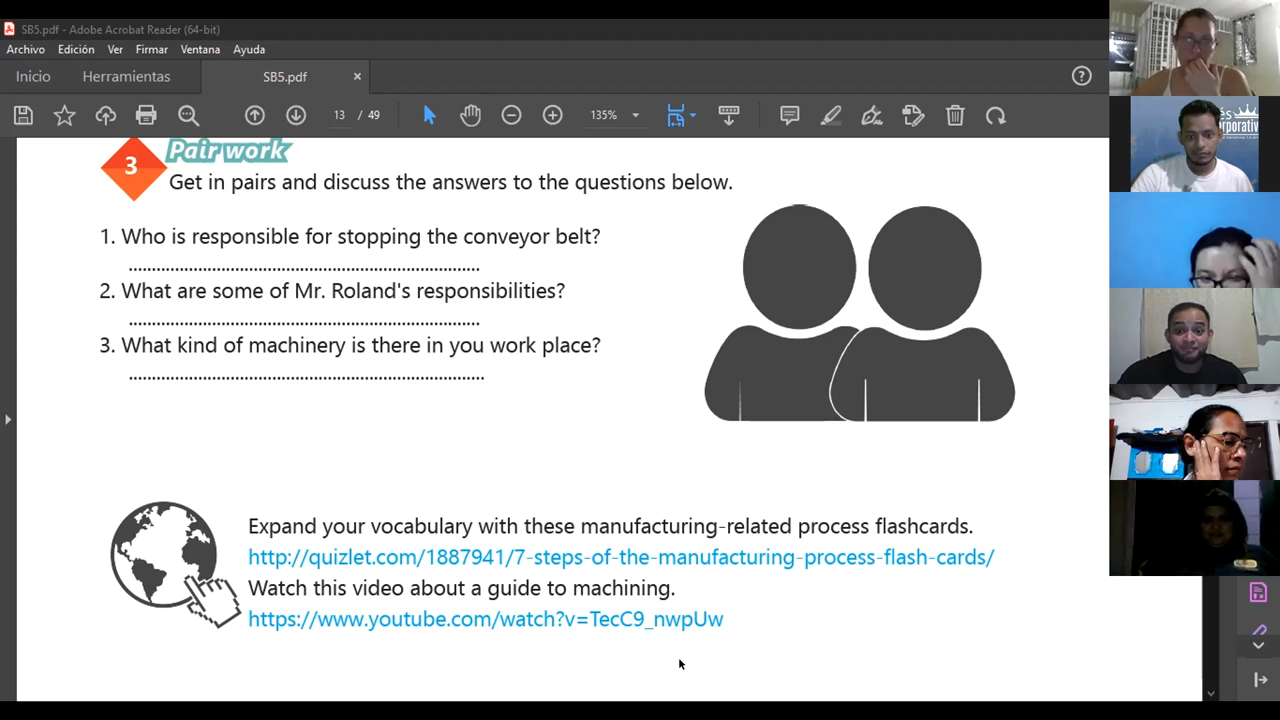 SB5.pdf - Adobe Acrobat Reader (64-bit)
Archivo Edición Ver Firmar Ventana Ayuda
Inicio Herramientas SB5.pdf ×
13 / 49 135%
3 Pair work
Get in pairs and discuss the answers to the questions below.
1. Who is responsible for stopping the conveyor belt?
2. What are some of Mr. Roland's responsibilities?
3. What kind of machinery is there in you work place?
Expand your vocabulary with these manufacturing-related process flashcards.
http://quizlet.com/1887941/7-steps-of-the-manufacturing-process-flash-cards/
Watch this video about a guide to machining.
https://www.youtube.com/watch?v=TecC9_nwpUw
és
orporativ